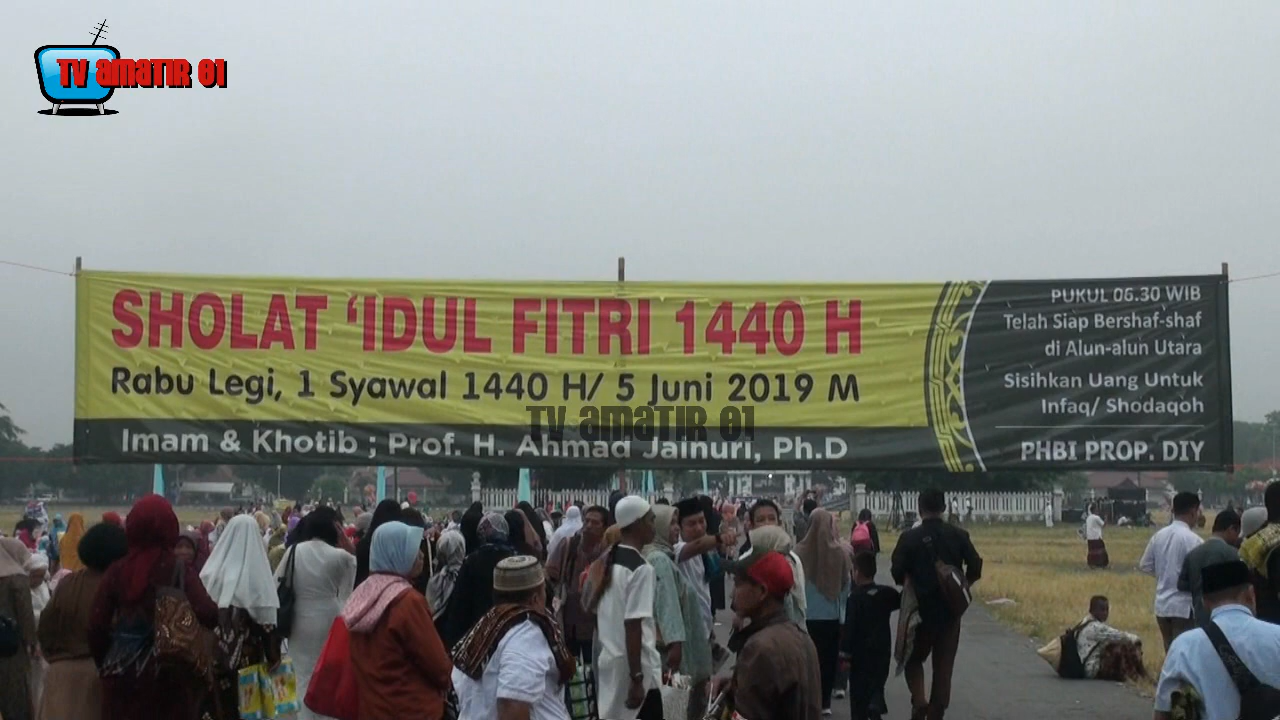 TV AMATIR 01
SHOLAT 'IDUL FITRI 1440 H
Rabu Legi, 1 Syawal 1440 H/ 5 Juni 2019 M
TV AMATIR 01
Imam & Khotib ; Prof. H. Ahmad Jainuri, Ph.D
PUKUL 06.30 WIB
Telah Siap Bershaf-shaf
di Alun-alun Utara
Sisihkan Uang Untuk
Infaq/ Shodaqoh
PHBI PROP. DIY